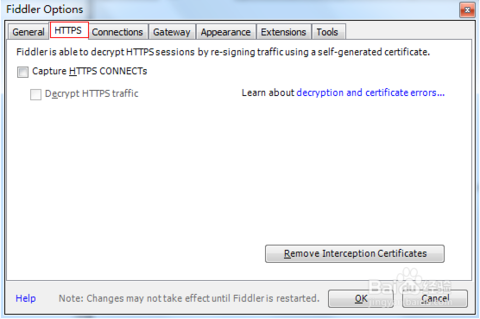 Fiddler Options
General HTTPS Connections Gateway Appearance Extensions Tools
Fiddler is able to decrypt HTTPS sessions by re-signing traffic using a self-generated certificate.
Capture HTTPS CONNECTs
Decrypt HTTPS traffic Learn about decryption and certificate errors...
Remove Interception Certificates
Help Note: Changes may not take effect until Fiddler is restarted. OK Cancel